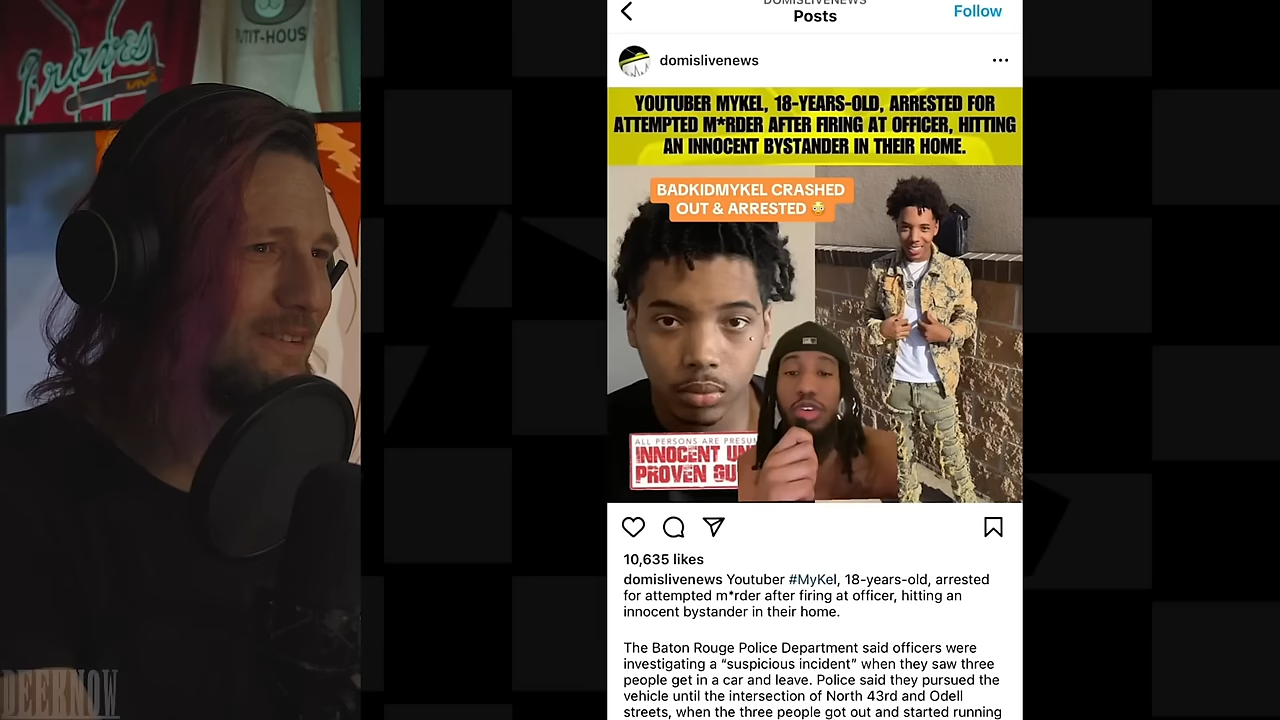 Braves
PUTIT-HOUS
DEEKNOW
DOMISLIVENEWS
Posts
Follow
domislivenews
YOUTUBER MYKEL, 18-YEARS-OLD, ARRESTED FOR
ATTEMPTED M*RDER AFTER FIRING AT OFFICER, HITTING
AN INNOCENT BYSTANDER IN THEIR HOME.
BADKIDMYKEL CRASHED
OUT & ARRESTED 😳
ALL PERSONS ARE PRESUM
INNOCENT UN
PROVEN GU
10,635 likes
domislivenews Youtuber #MyKel, 18-years-old, arrested
for attempted m*rder after firing at officer, hitting an
innocent bystander in their home.
The Baton Rouge Police Department said officers were
investigating a “suspicious incident” when they saw three
people get in a car and leave. Police said they pursued the
vehicle until the intersection of North 43rd and Odell
streets, when the three people got out and started running